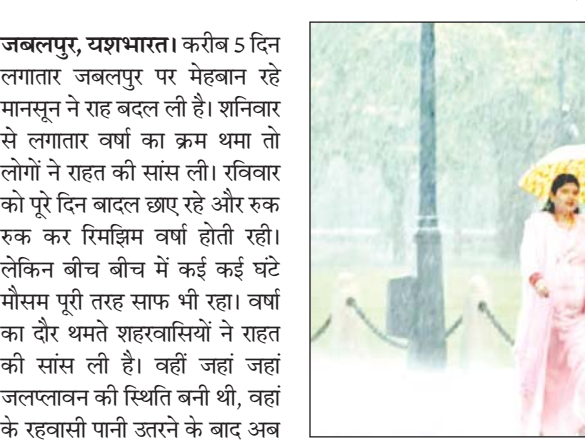 जबलपुर, यशभारत। करीब 5 दिन
लगातार जबलपुर पर मेहबान रहे
मानसून ने राह बदल ली है। शनिवार
से लगातार वर्षा का क्रम थमा तो
लोगों ने राहत की सांस ली। रविवार
को पूरे दिन बादल छाए रहे और रुक
रुक कर रिमझिम वर्षा होती रही।
लेकिन बीच बीच में कई कई घंटे
मौसम पूरी तरह साफ भी रहा। वर्षा
का दौर थमते शहरवासियों ने राहत
की सांस ली है। वहीं जहां जहां
जलप्लावन की स्थिति बनी थी, वहां
के रहवासी पानी उतरने के बाद अब